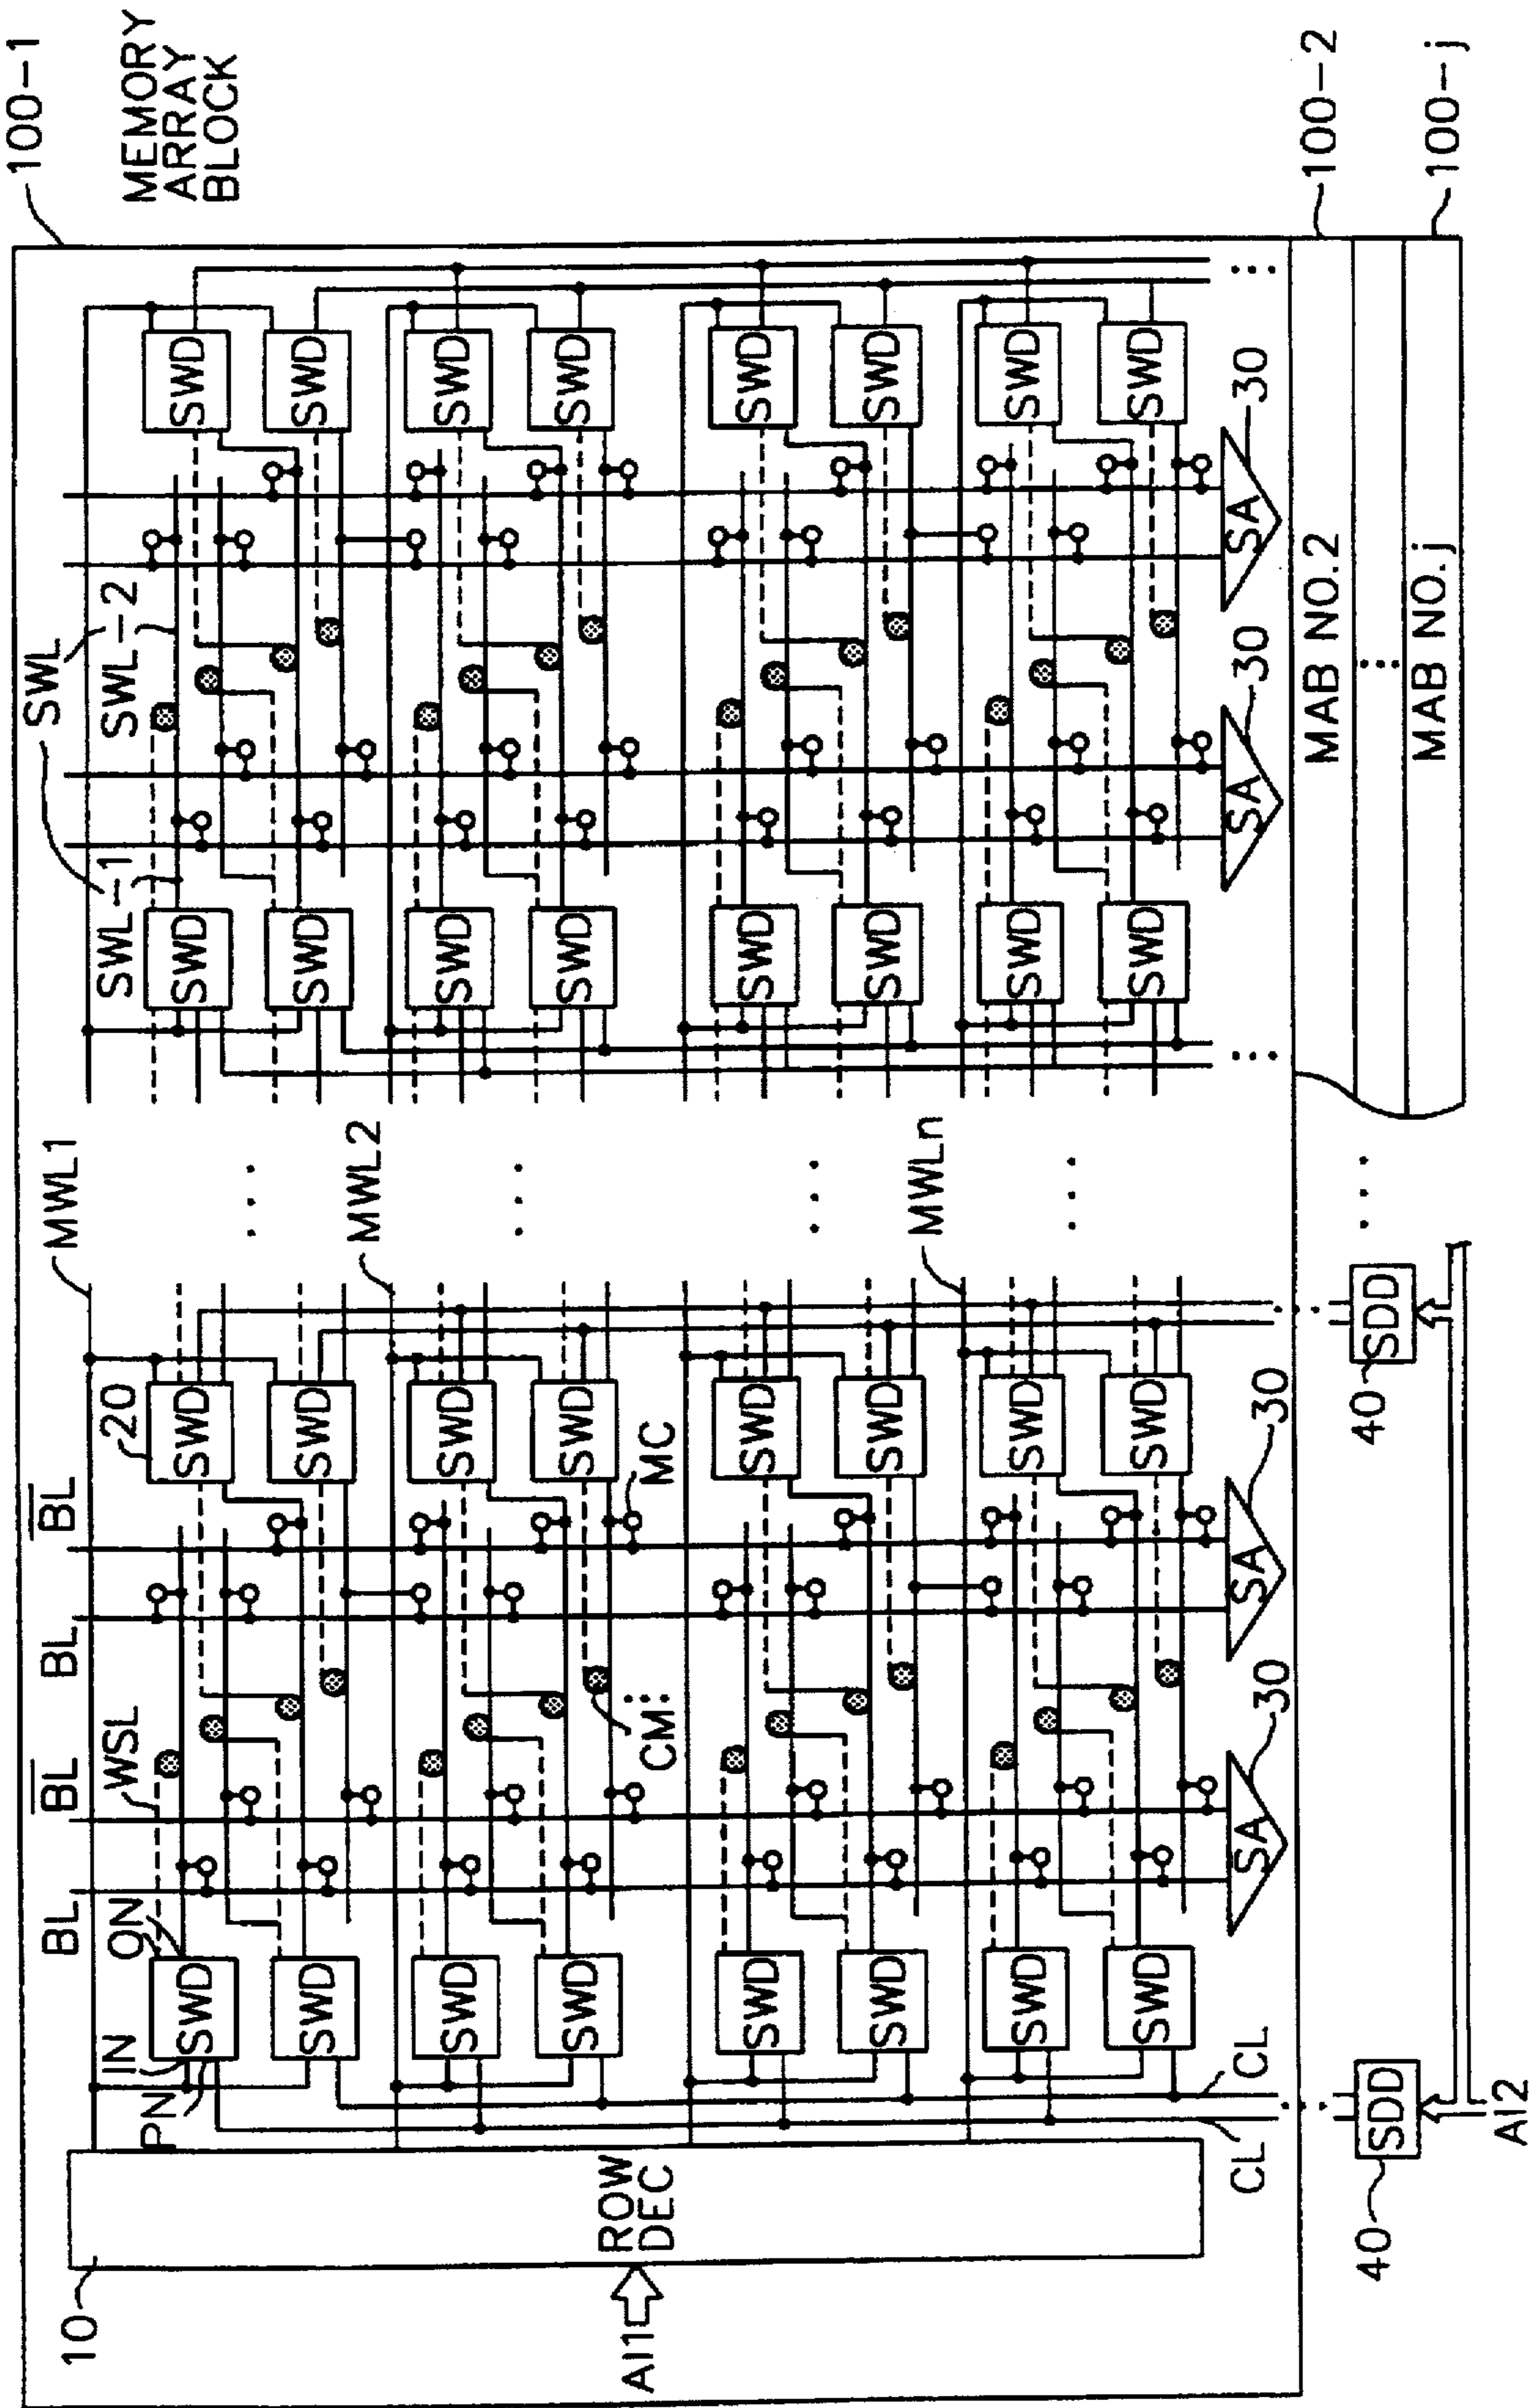 100-1
MEMORY
ARRAY
BLOCK
SWL
SWL-1
SWL-2
SWD SWD
SWD SWD
SWD SWD
SWD SWD
SWD SWD
SWD SWD
SWD SWD
SWD SWD
SA 30
SA 30
MAB NO.2
100-2
MAB NO.j
100-j
MWL1
MWL2
MWLn
10
ROW
DEC
AI1
PN
IN
ON
BL
BL
WSL
BL
BL
20
SWD SWD
SWD SWD
SWD SWD
SWD SWD
MC
CM
SWD SWD
SWD SWD
SWD SWD
SWD SWD
CL
CL
SA 30
SA 30
40 SDD
40 SDD
AI2